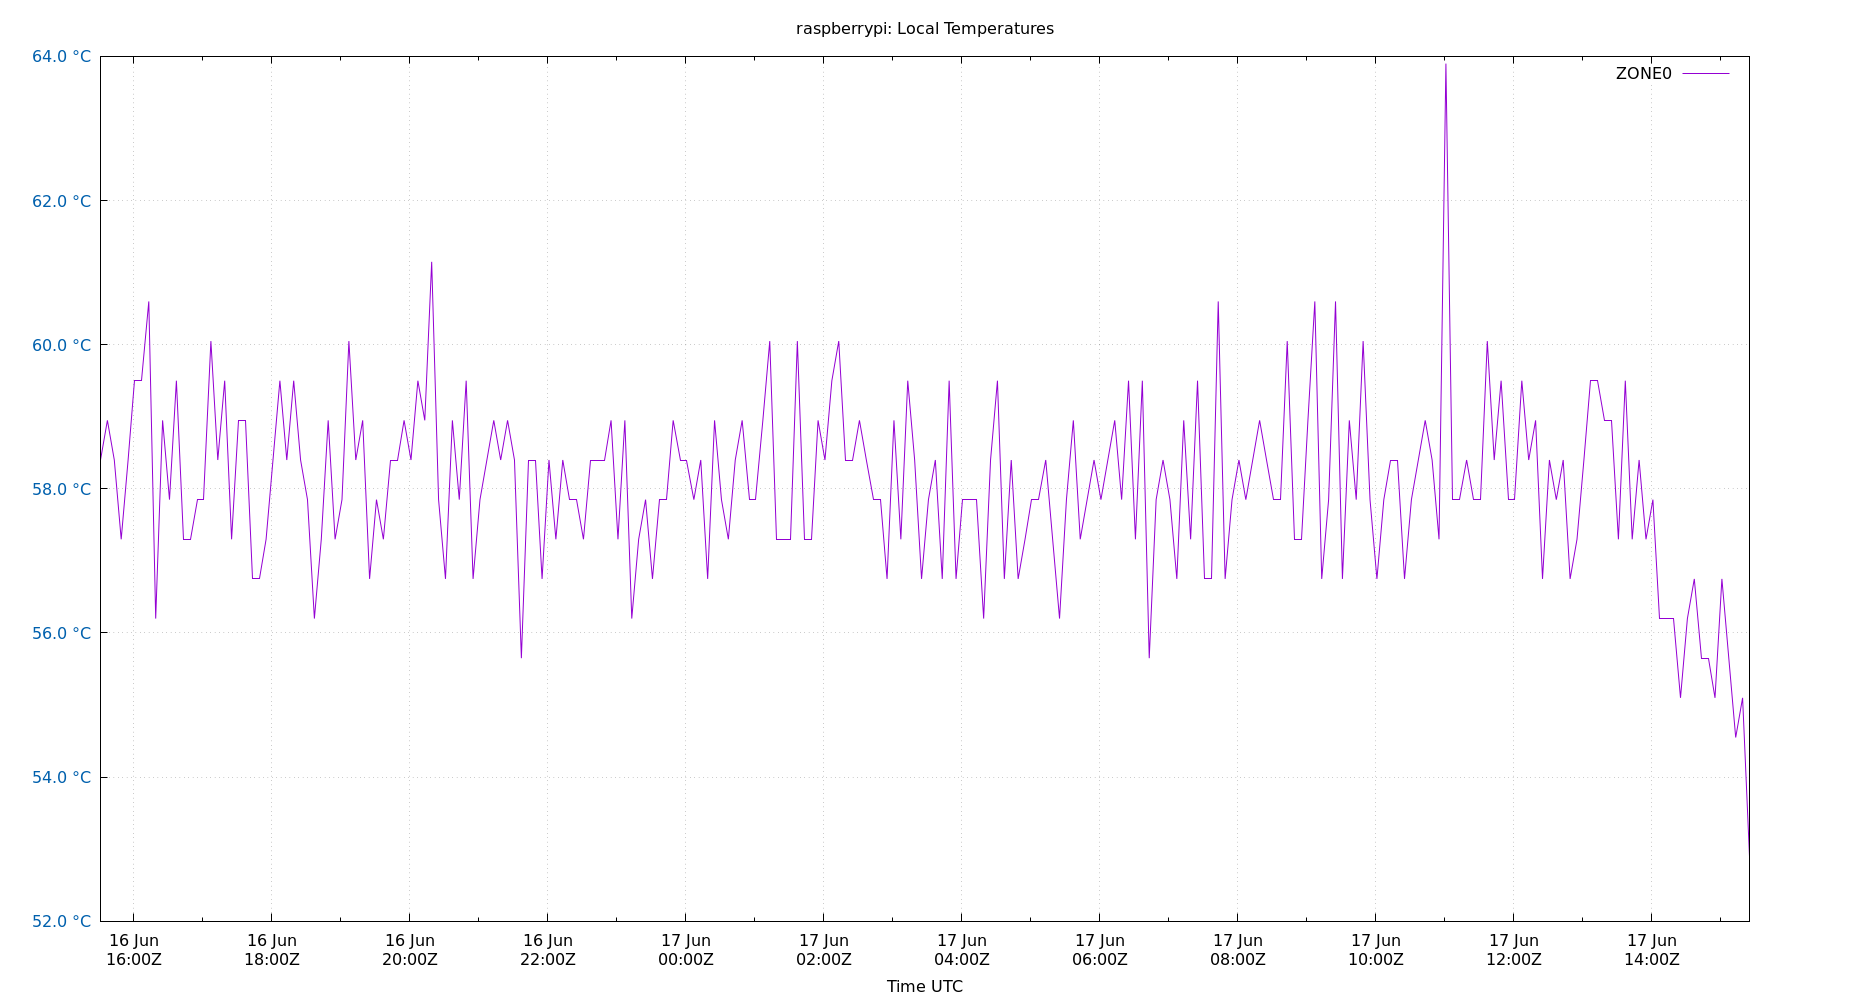 raspberrypi: Local Temperatures
64.0 °C
ZONE0
62.0 °C
60.0 °C
58.0 °C
56.0 °C
54.0 °C
52.0 °C
16 Jun 16 Jun 16 Jun 16 Jun 17 Jun 17 Jun 17 Jun 17 Jun 17 Jun 17 Jun 17 Jun 17 Jun
16:00Z 18:00Z 20:00Z 22:00Z 00:00Z 02:00Z 04:00Z 06:00Z 08:00Z 10:00Z 12:00Z 14:00Z
Time UTC